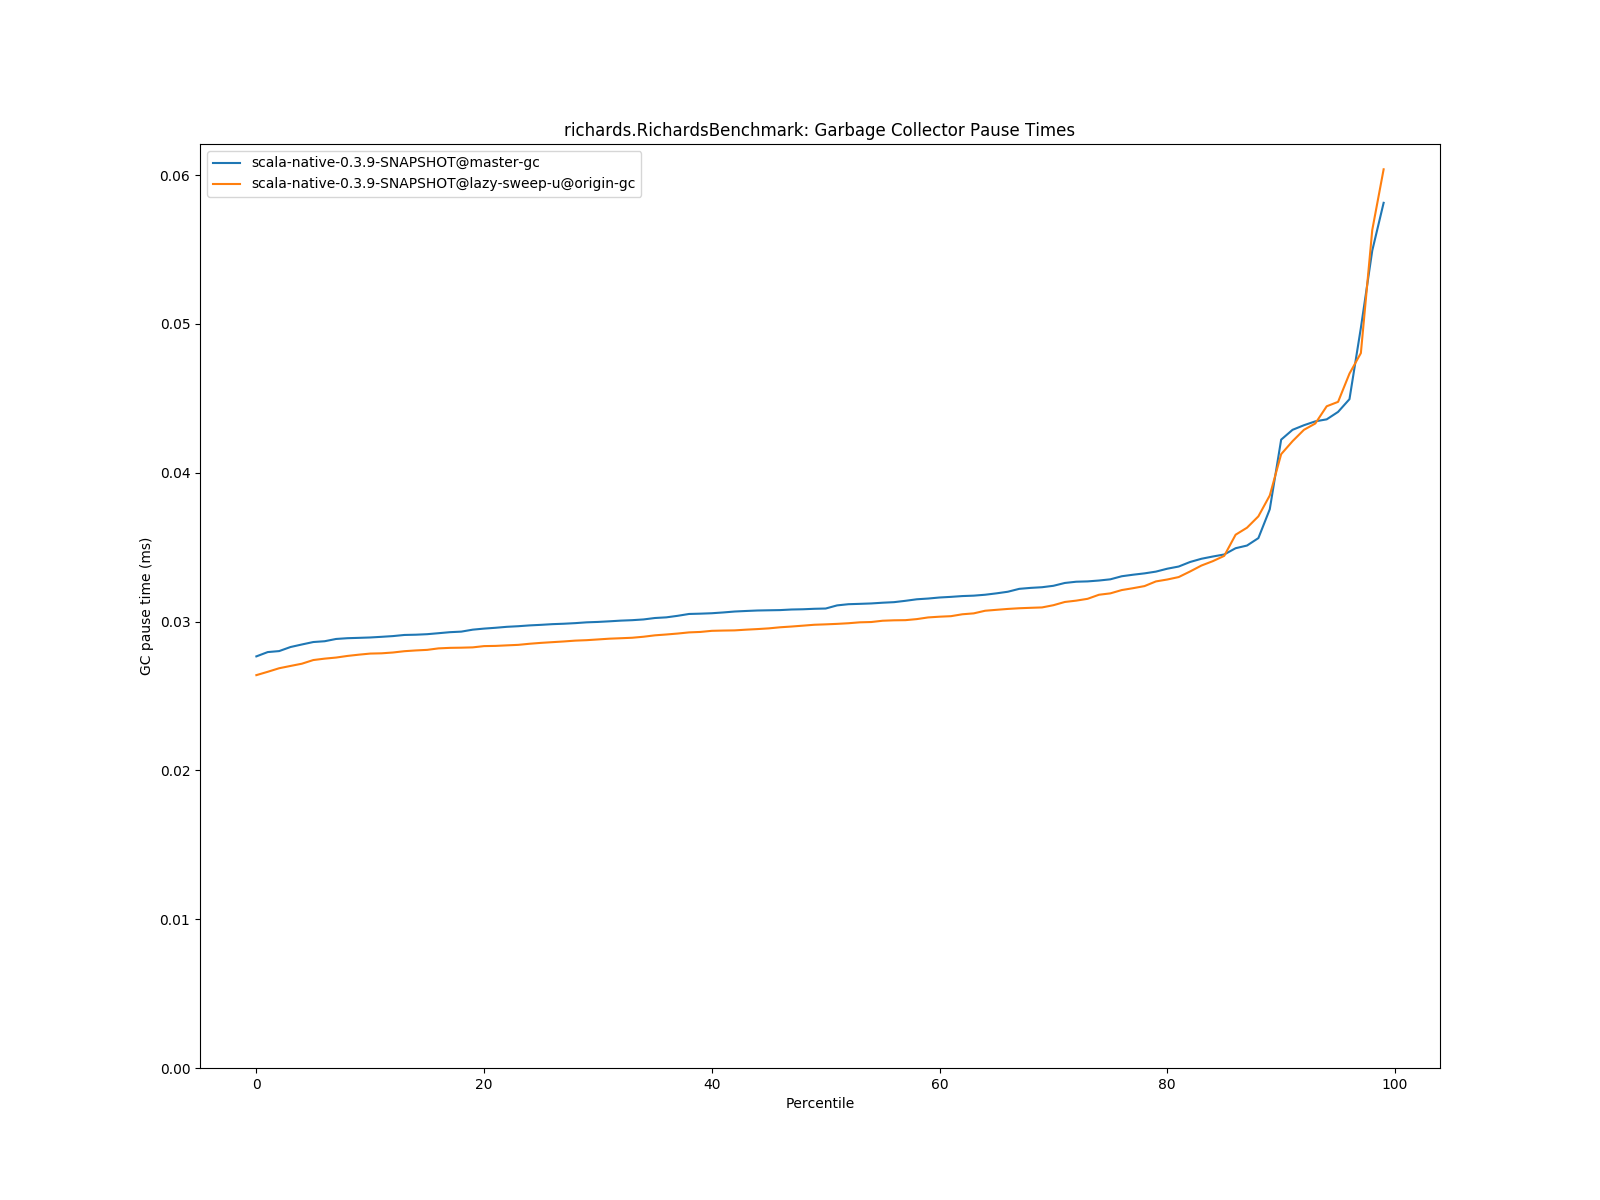 richards.RichardsBenchmark: Garbage Collector Pause Times
scala-native-0.3.9-SNAPSHOT@master-gc
scala-native-0.3.9-SNAPSHOT@lazy-sweep-u@origin-gc
0.06
0.05
0.04
0.03
0.02
0.01
0.00
GC pause time (ms)
0 20 40 60 80 100
Percentile